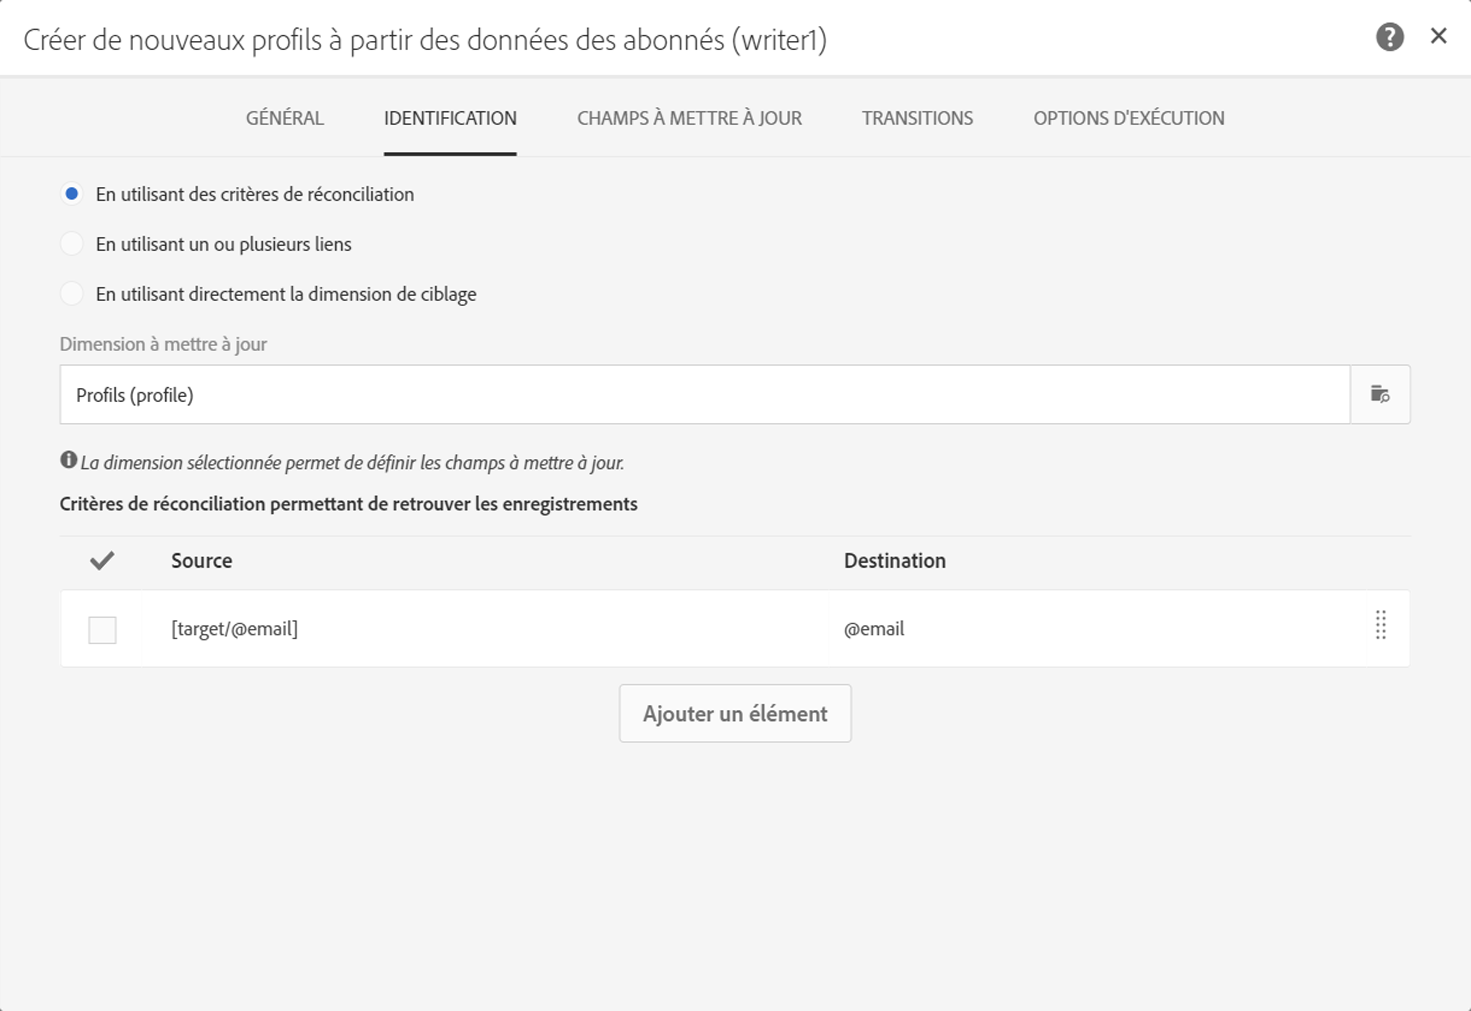 Créer de nouveaux profils à partir des données des abonnés (writer1)
GÉNÉRAL IDENTIFICATION CHAMPS À METTRE À JOUR TRANSITIONS OPTIONS D'EXÉCUTION
En utilisant des critères de réconciliation
En utilisant un ou plusieurs liens
En utilisant directement la dimension de ciblage
Dimension à mettre à jour
Profils (profile)
La dimension sélectionnée permet de définir les champs à mettre à jour.
Critères de réconciliation permettant de retrouver les enregistrements
Source Destination
[target/@email] @email
Ajouter un élément